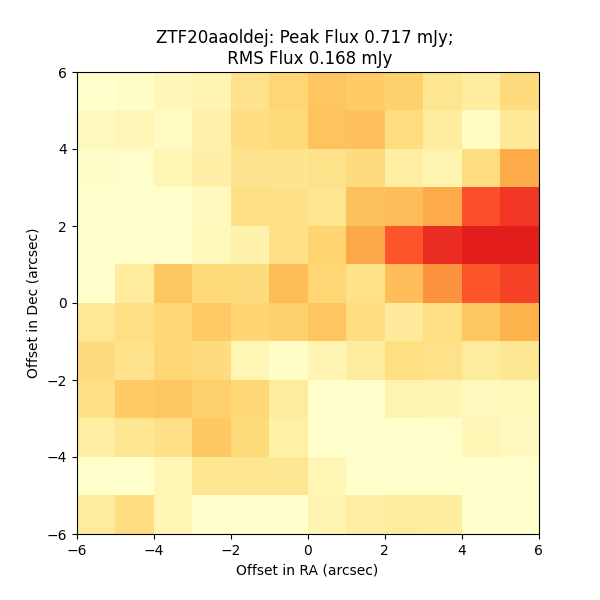 ZTF20aaoldej: Peak Flux 0.717 mJy;
RMS Flux 0.168 mJy
6
4
2
0
−2
−4
−6
Offset in Dec (arcsec)
−6 −4 −2 0 2 4 6
Offset in RA (arcsec)